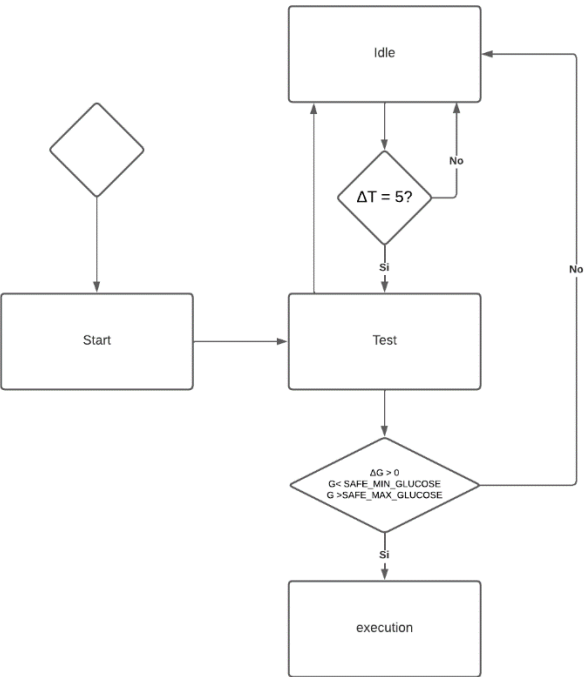 Idle
No
ΔT = 5?
Si
No
Start
Test
ΔG > 0
G< SAFE_MIN_GLUCOSE
G >SAFE_MAX_GLUCOSE
Si
execution